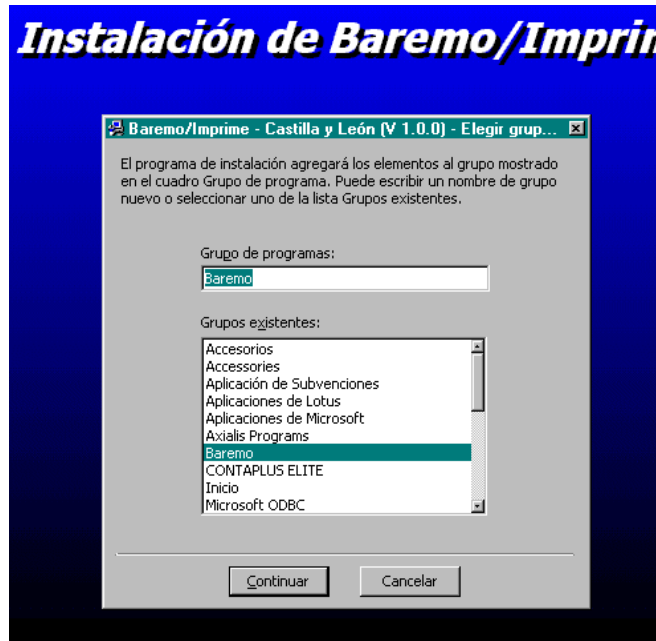 Instalación de Baremo/Imprim
Baremo/Imprime - Castilla y León (V 1.0.0) - Elegir grup...
El programa de instalación agregará los elementos al grupo mostrado
en el cuadro Grupo de programa. Puede escribir un nombre de grupo
nuevo o seleccionar uno de la lista Grupos existentes.
Grupo de programas:
Baremo
Grupos existentes:
Accesorios
Accessories
Aplicación de Subvenciones
Aplicaciones de Lotus
Aplicaciones de Microsoft
Axialis Programs
Baremo
CONTAPLUS ELITE
Inicio
Microsoft ODBC
Continuar
Cancelar